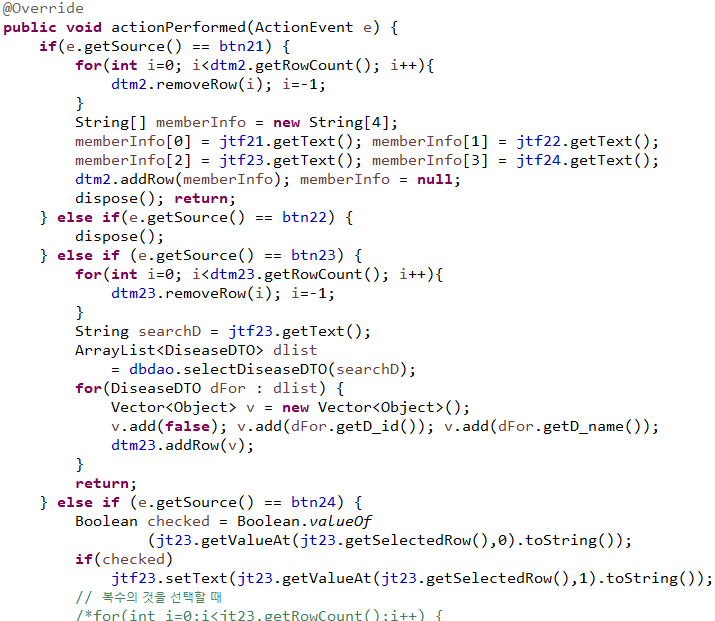 @Override
public void actionPerformed(ActionEvent e) {
if(e.getSource() == btn21) {
for(int i=0; i<dtm2.getRowCount(); i++){
dtm2.removeRow(i); i=-1;
}
String[] memberInfo = new String[4];
memberInfo[0] = jtf21.getText(); memberInfo[1] = jtf22.getText();
memberInfo[2] = jtf23.getText(); memberInfo[3] = jtf24.getText();
dtm2.addRow(memberInfo); memberInfo = null;
dispose(); return;
} else if(e.getSource() == btn22) {
dispose();
} else if (e.getSource() == btn23) {
for(int i=0; i<dtm23.getRowCount(); i++){
dtm23.removeRow(i); i=-1;
}
String searchD = jtf23.getText();
ArrayList<DiseaseDTO> dlist
= dbdao.selectDiseaseDTO(searchD);
for(DiseaseDTO dFor : dlist) {
Vector<Object> v = new Vector<Object>();
v.add(false); v.add(dFor.getD_id()); v.add(dFor.getD_name());
dtm23.addRow(v);
}
return;
} else if (e.getSource() == btn24) {
Boolean checked = Boolean.valueOf
(jt23.getValueAt(jt23.getSelectedRow(),0).toString());
if(checked)
jtf23.setText(jt23.getValueAt(jt23.getSelectedRow(),1).toString());
// 복수의 것을 선택할 때
/*for(int i=0;i<jt23.getRowCount();i++) {